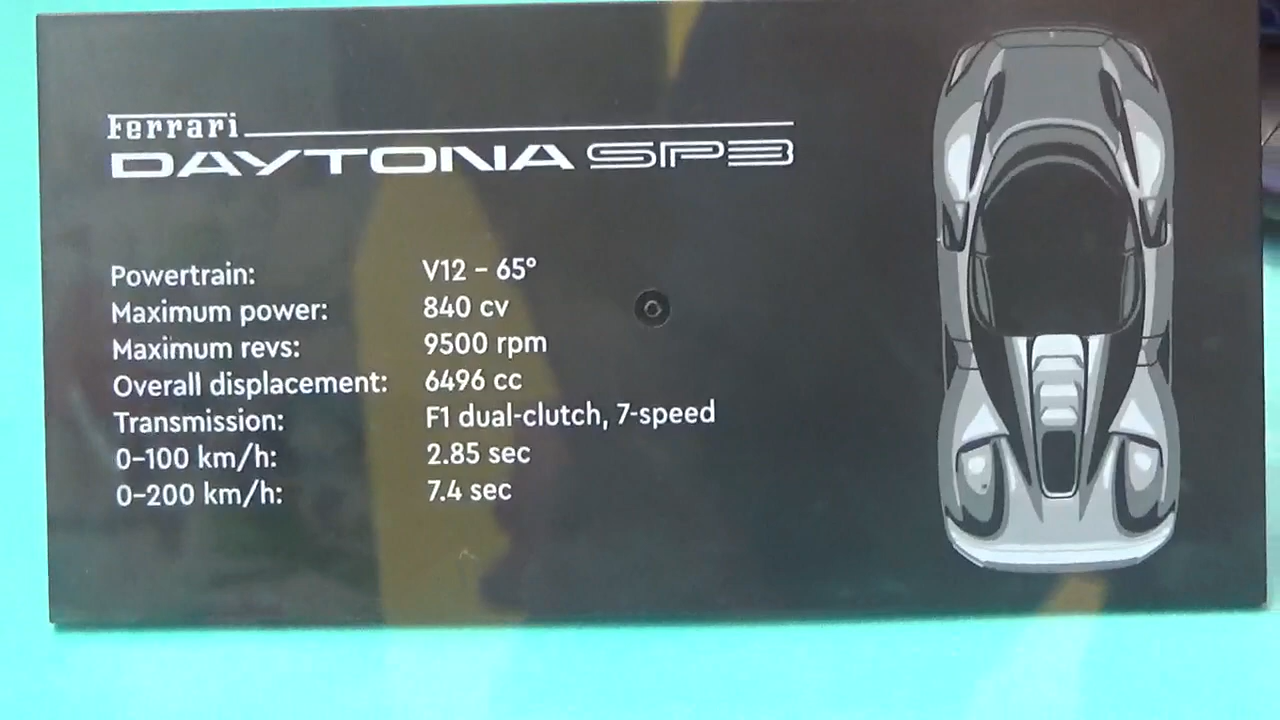 Ferrari
DAYTONA SP3
Powertrain: V12 – 65°
Maximum power: 840 cv
Maximum revs: 9500 rpm
Overall displacement: 6496 cc
Transmission: F1 dual-clutch, 7-speed
0–100 km/h: 2.85 sec
0–200 km/h: 7.4 sec